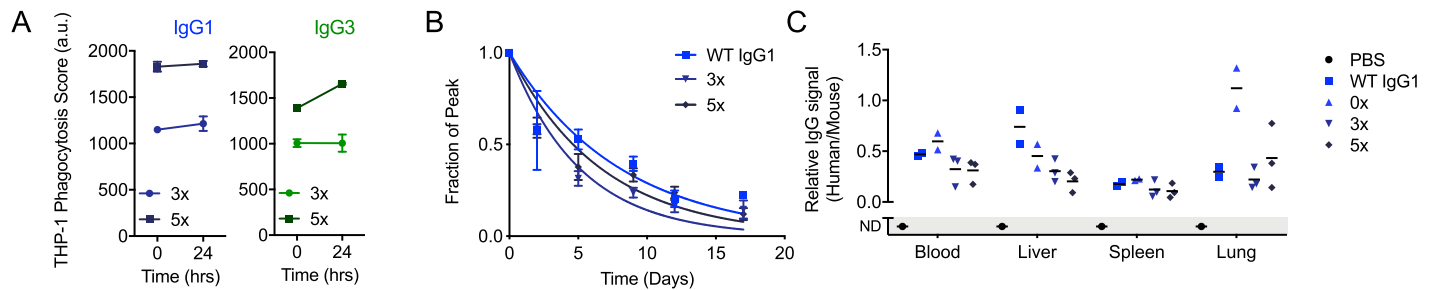 A
IgG1
IgG3
THP-1 Phagocytosis Score (a.u.)
2000
1500
1000
500
0
3x
5x
0
24
Time (hrs)
2000
1500
1000
500
0
3x
5x
0
24
Time (hrs)
B
Fraction of Peak
1.0
0.5
0.0
0
5
10
15
20
Time (Days)
WT IgG1
3x
5x
C
Relative IgG signal
(Human/Mouse)
1.5
1.0
0.5
0.0
ND
Blood
Liver
Spleen
Lung
PBS
WT IgG1
0x
3x
5x